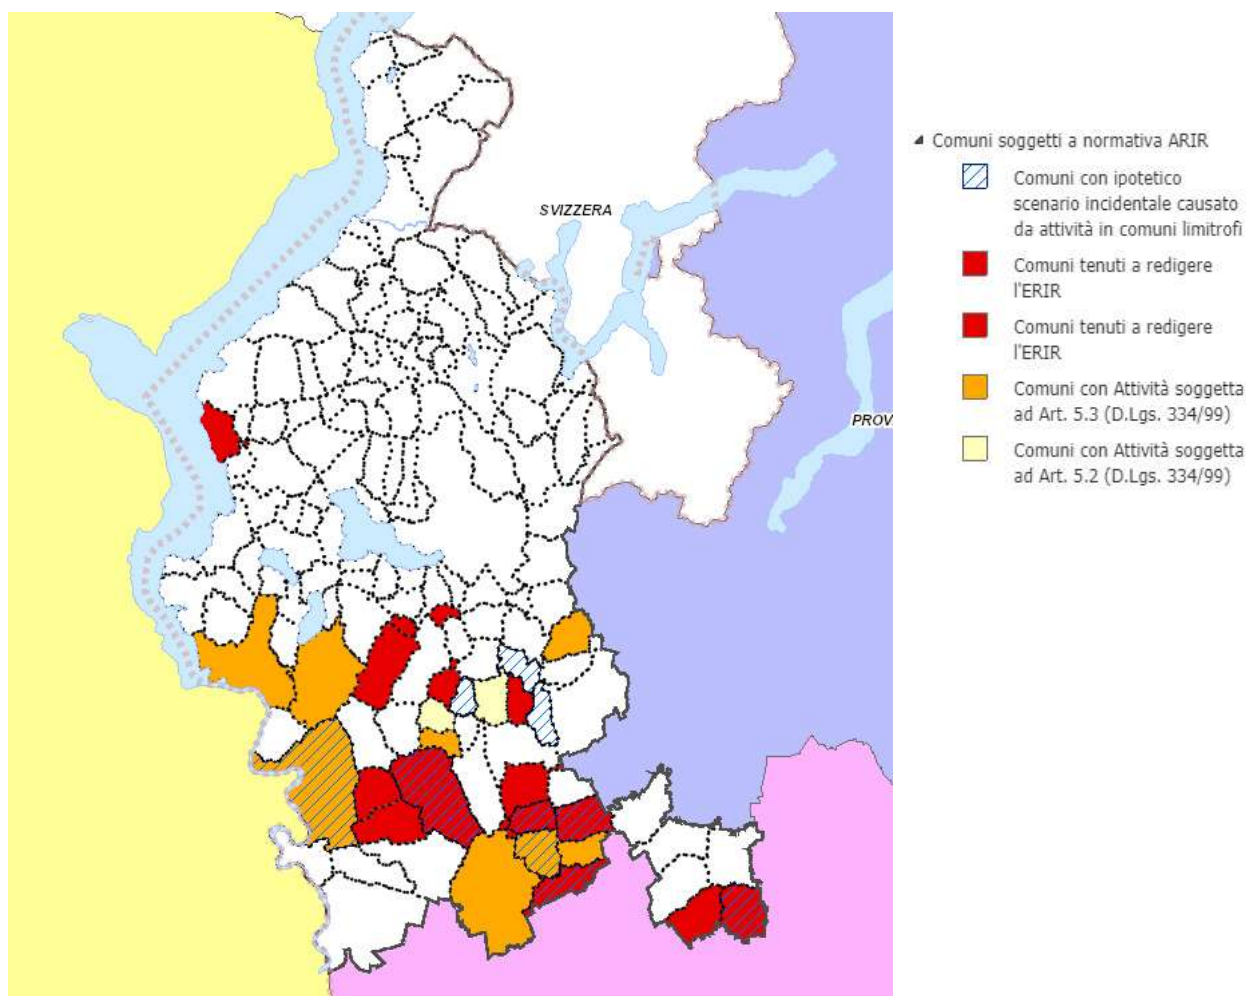 SVIZZERA
PROV.
Comuni soggetti a normativa ARIR
Comuni con ipotetico
scenario incidentale causato
da attività in comuni limitrofi
Comuni tenuti a redigere
l'ERIR
Comuni tenuti a redigere
l'ERIR
Comuni con Attività soggetta
ad Art. 5.3 (D.Lgs. 334/99)
Comuni con Attività soggetta
ad Art. 5.2 (D.Lgs. 334/99)